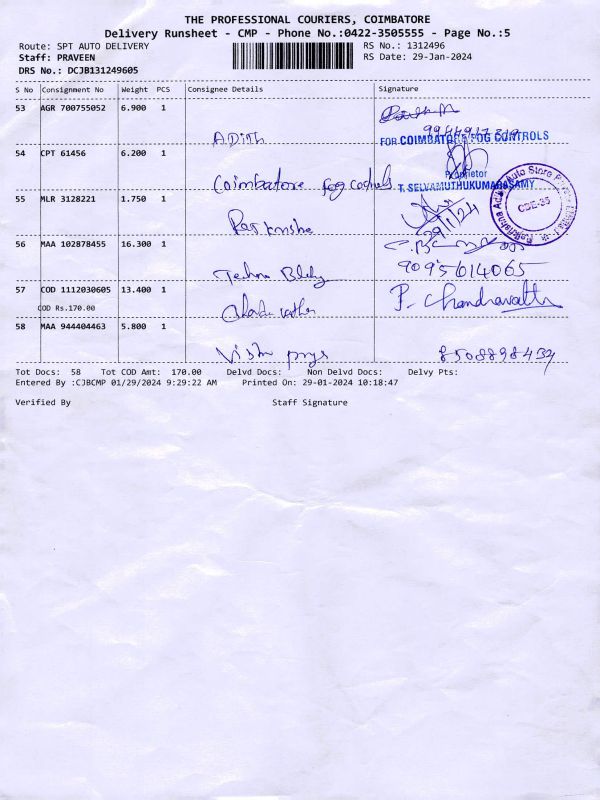 THE PROFESSIONAL COURIERS, COIMBATORE
Delivery Runsheet - CMP - Phone No.:0422-3505555 - Page No.:5
Route: SPT AUTO DELIVERY
RS No.: 1312496
Staff: PRAVEEN
RS Date: 29-Jan-2024
DRS No.: DCJB131249605
S No Consignment No Weight PCS Consignee Details Signature
53 AGR 700755052 6.900 1
ADith
FOR COIMBATORE FOG CONTROLS
54 CPT 61456 6.200 1
Proprietor
Coimbatore fog T. SELVAMUTHUKUMARASAMY
55 MLR 3128221 1.750 1
29/1/24
CDE-35
56 MAA 102878455 16.300 1
9095614065
57 COD 1112030605 13.400 1
P. Chandravathi
COD Rs.170.00
58 MAA 944404463 5.800 1
8508898434
Tot Docs: 58 Tot COD Amt: 170.00 Delvd Docs: Non Delvd Docs: Delvy Pts:
Entered By :CJBCMP 01/29/2024 9:29:22 AM Printed On: 29-01-2024 10:18:47
Verified By Staff Signature